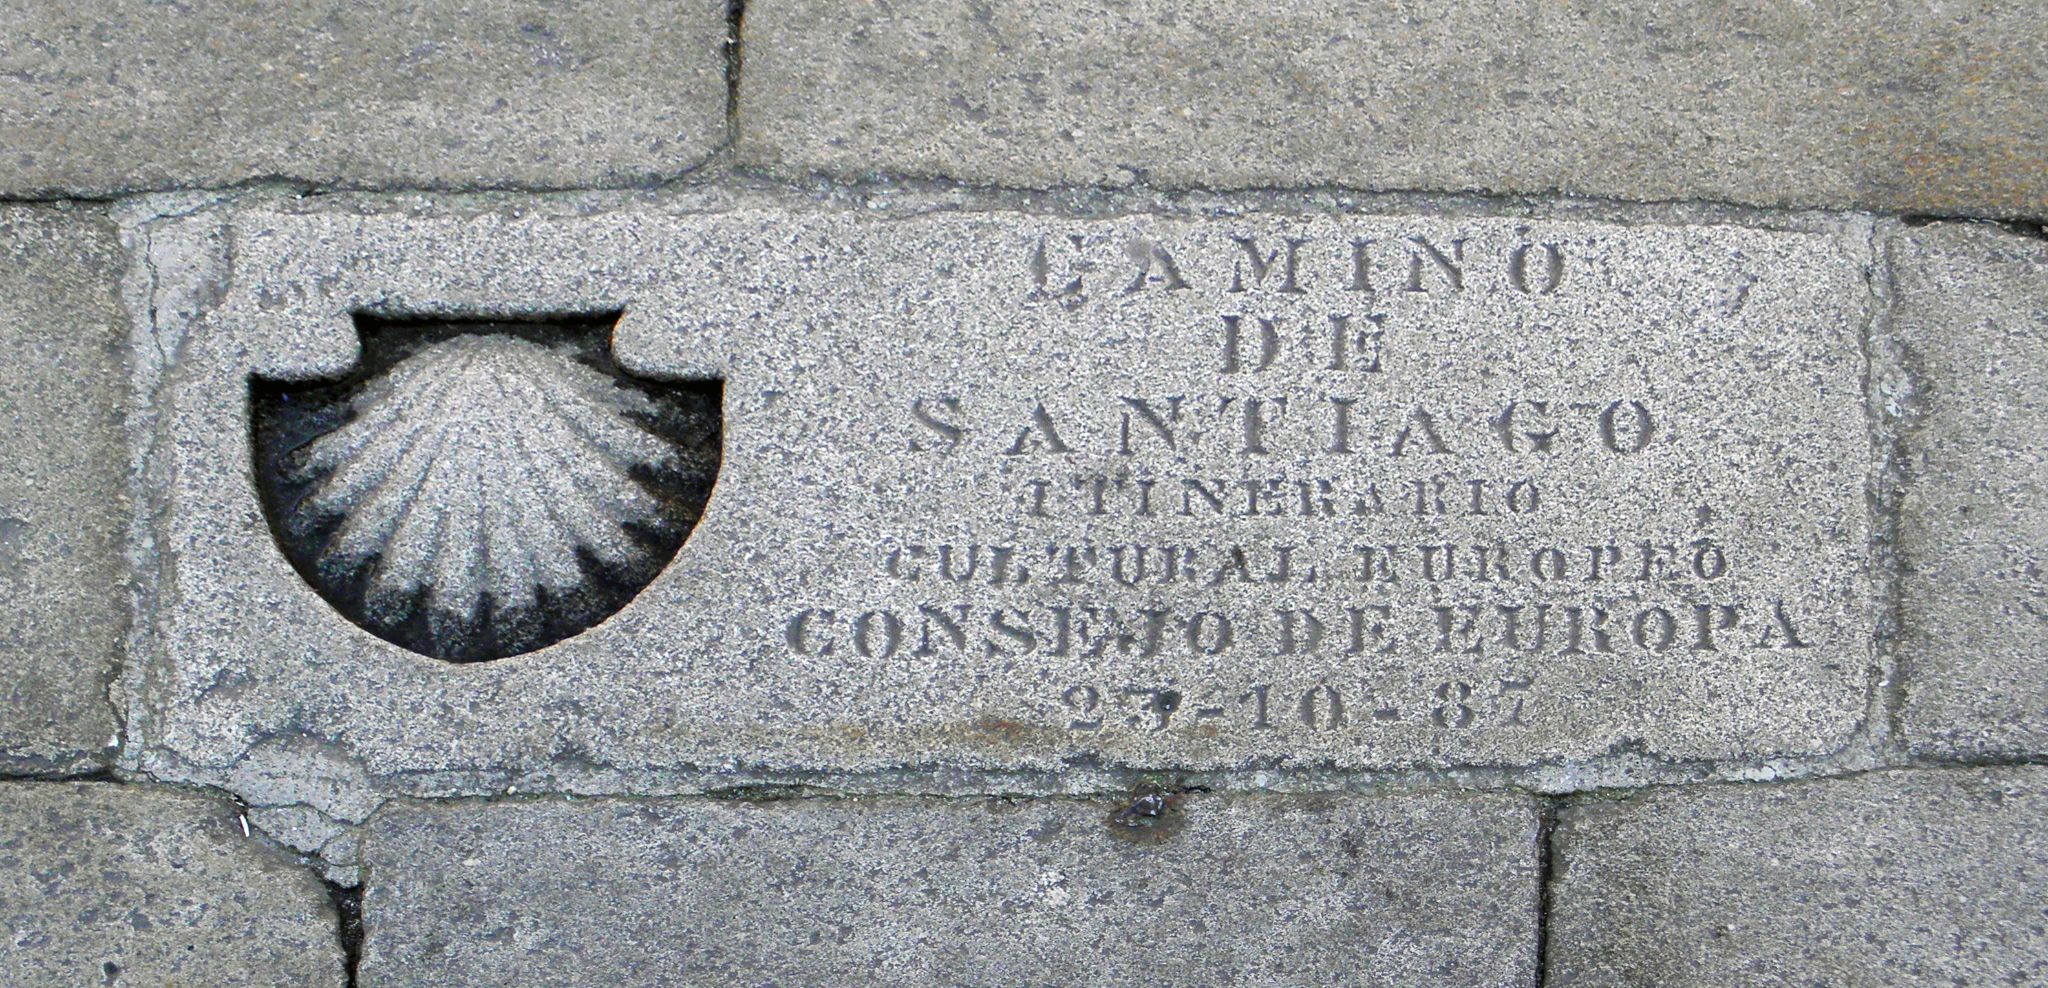 CAMINO
DE
SANTIAGO
ITINERARIO
CULTURAL EUROPEO
CONSEJO DE EUROPA
23-10-87